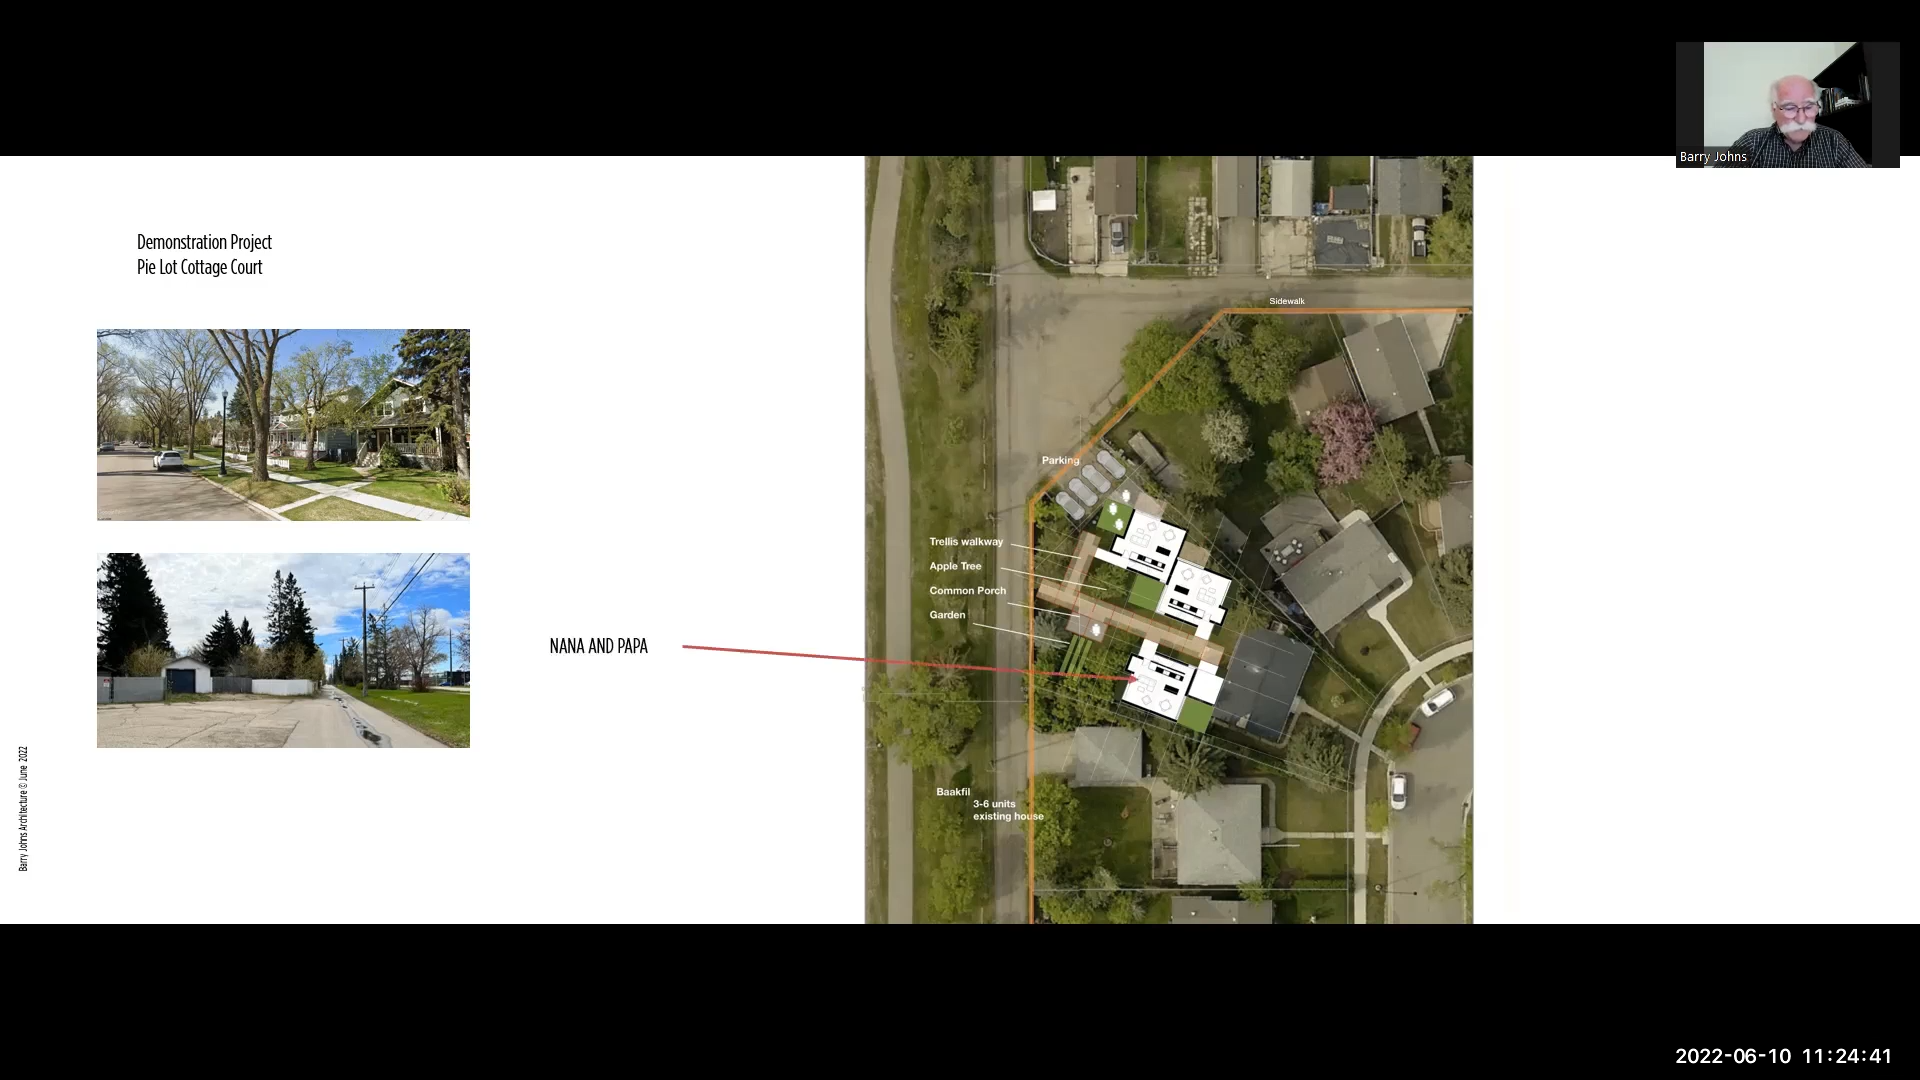 Barry Johns
Demonstration Project
Pie Lot Cottage Court
Sidewalk
Parking
Trellis walkway
Apple Tree
Common Porch
Garden
NANA AND PAPA
Baakfil
3-6 units
existing house
Barry Johns Architecture © June 2022
2022-06-10 11:24:41